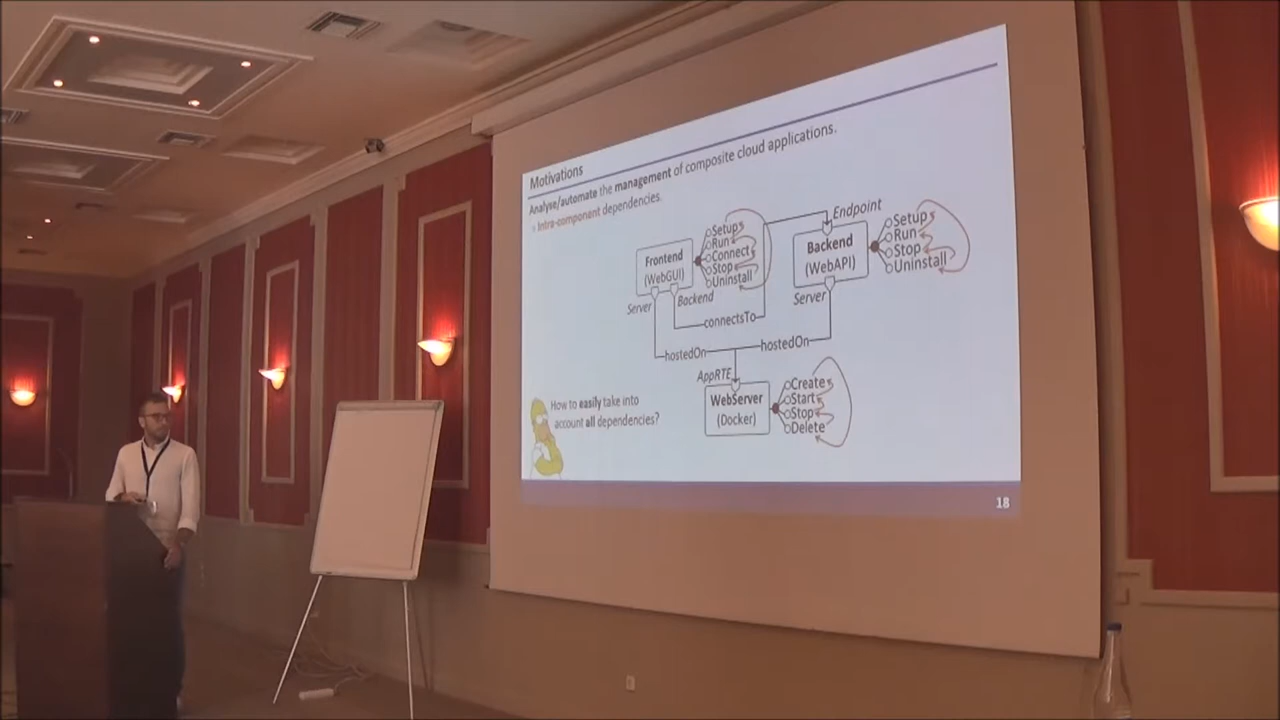 Motivations
Analyse/automate the management of composite cloud applications.
Intra-component dependencies.
Endpoint
Setup
Run
Connect
Stop
Uninstall
Frontend
(WebGUI)
Backend
(WebAPI)
Setup
Run
Stop
Uninstall
Server
Backend
Server
connectsTo
hostedOn
hostedOn
AppRTE
WebServer
(Docker)
Create
Start
Stop
Delete
How to easily take into
account all dependencies?
18